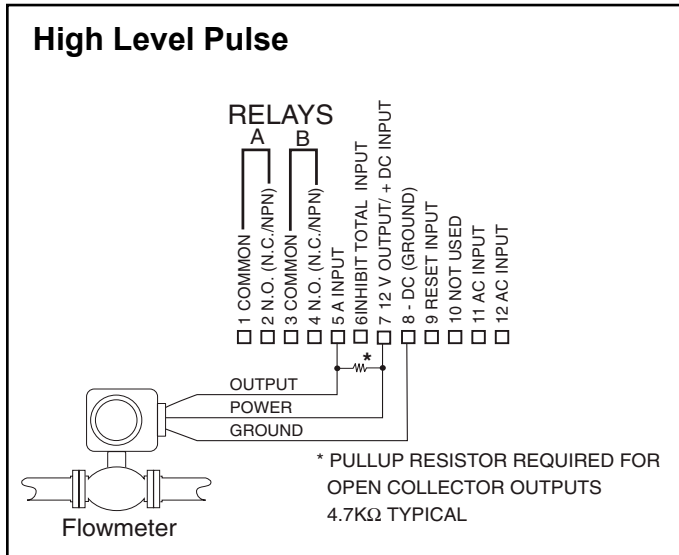 High Level Pulse
RELAYS
A B
1 COMMON
2 N.O. (N.C./NPN)
3 COMMON
4 N.O. (N.C./NPN)
5 A INPUT
6INHIBIT TOTAL INPUT
7 12 V OUTPUT/ + DC INPUT
8 - DC (GROUND)
9 RESET INPUT
10 NOT USED
11 AC INPUT
12 AC INPUT
*
OUTPUT
POWER
GROUND
Flowmeter
* PULLUP RESISTOR REQUIRED FOR
OPEN COLLECTOR OUTPUTS
4.7KΩ TYPICAL